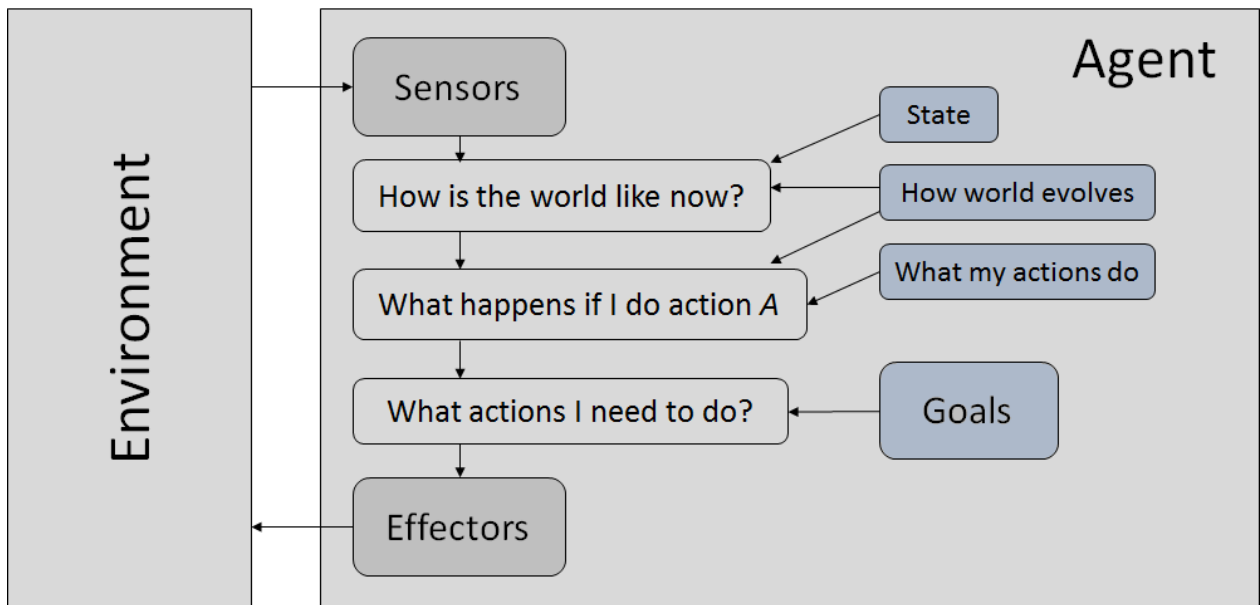 Environment
Agent
Sensors
State
How is the world like now?
How world evolves
What my actions do
What happens if I do action A
What actions I need to do?
Goals
Effectors